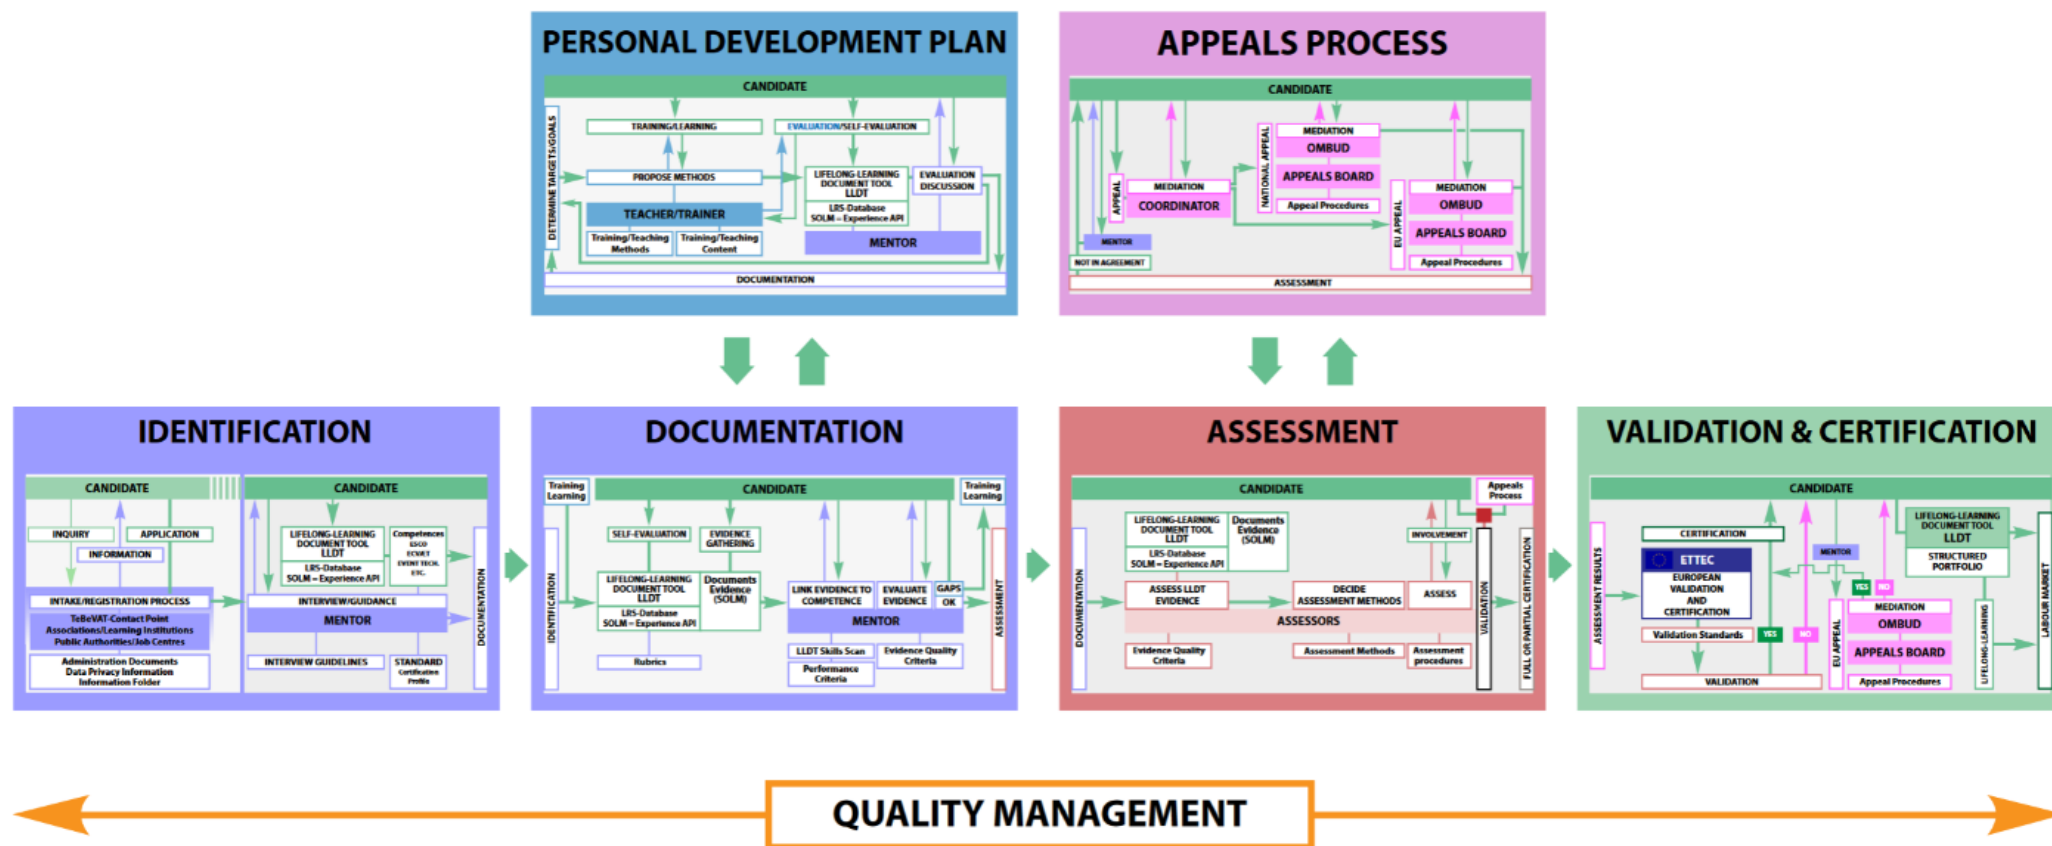 PERSONAL DEVELOPMENT PLAN
CANDIDATE
TRAINING/LEARNING
EVALUATION/SELF-EVALUATION
DETERMINE TARGETS/GOALS
PROPOSE METHODS
LIFELONG-LEARNING
DOCUMENT TOOL
LLDT
LRS-Database
SOLM = Experience API
EVALUATION
DISCUSSION
TEACHER/TRAINER
Training/Teaching
Methods
Training/Teaching
Content
MENTOR
DOCUMENTATION
APPEALS PROCESS
CANDIDATE
MEDIATION
OMBUD
APPEALS BOARD
Appeal Procedures
NATIONAL APPEAL
APPEAL
MEDIATION
COORDINATOR
MEDIATION
OMBUD
APPEALS BOARD
Appeal Procedures
EU APPEAL
MENTOR
NOT IN AGREEMENT
ASSESSMENT
IDENTIFICATION
CANDIDATE
INQUIRY
APPLICATION
INFORMATION
INTAKE/REGISTRATION PROCESS
TeBeVAT-Contact Point
Associations/Learning Institutions
Public Authorities/Job Centres
Administration Documents
Data Privacy Information
Information Folder
CANDIDATE
LIFELONG-LEARNING
DOCUMENT TOOL
LLDT
LRS-Database
SOLM = Experience API
Competences
ESCO
ECVET
EVENT TECH.
ETC.
INTERVIEW/GUIDANCE
MENTOR
INTERVIEW GUIDELINES
STANDARD
Certification
Profile
DOCUMENTATION
DOCUMENTATION
Training
Learning
CANDIDATE
Training
Learning
SELF-EVALUATION
EVIDENCE
GATHERING
IDENTIFICATION
LIFELONG-LEARNING
DOCUMENT TOOL
LLDT
LRS-Database
SOLM = Experience API
Documents
Evidence
(SOLM)
LINK EVIDENCE TO
COMPETENCE
EVALUATE
EVIDENCE
GAPS
OK
MENTOR
Rubrics
LLDT Skills Scan
Performance
Criteria
Evidence Quality
Criteria
ASSESSMENT
ASSESSMENT
CANDIDATE
Appeals
Process
LIFELONG-LEARNING
DOCUMENT TOOL
LLDT
LRS-Database
SOLM = Experience API
Documents
Evidence
(SOLM)
INVOLVEMENT
DOCUMENTATION
ASSESS LLDT
EVIDENCE
DECIDE
ASSESSMENT METHODS
ASSESS
ASSESSORS
Evidence Quality
Criteria
Assessment Methods
Assessment
procedures
VALIDATION
FULL OR PARTIAL CERTIFICATION
VALIDATION & CERTIFICATION
CANDIDATE
ASSESSMENT RESULTS
CERTIFICATION
ETTEC
EUROPEAN
VALIDATION
AND
CERTIFICATION
Validation Standards
YES
NO
VALIDATION
MENTOR
YES
NO
EU APPEAL
MEDIATION
OMBUD
APPEALS BOARD
Appeal Procedures
LIFELONG-LEARNING
DOCUMENT TOOL
LLDT
STRUCTURED
PORTFOLIO
LIFELONG-LEARNING
LABOUR MARKET
QUALITY MANAGEMENT